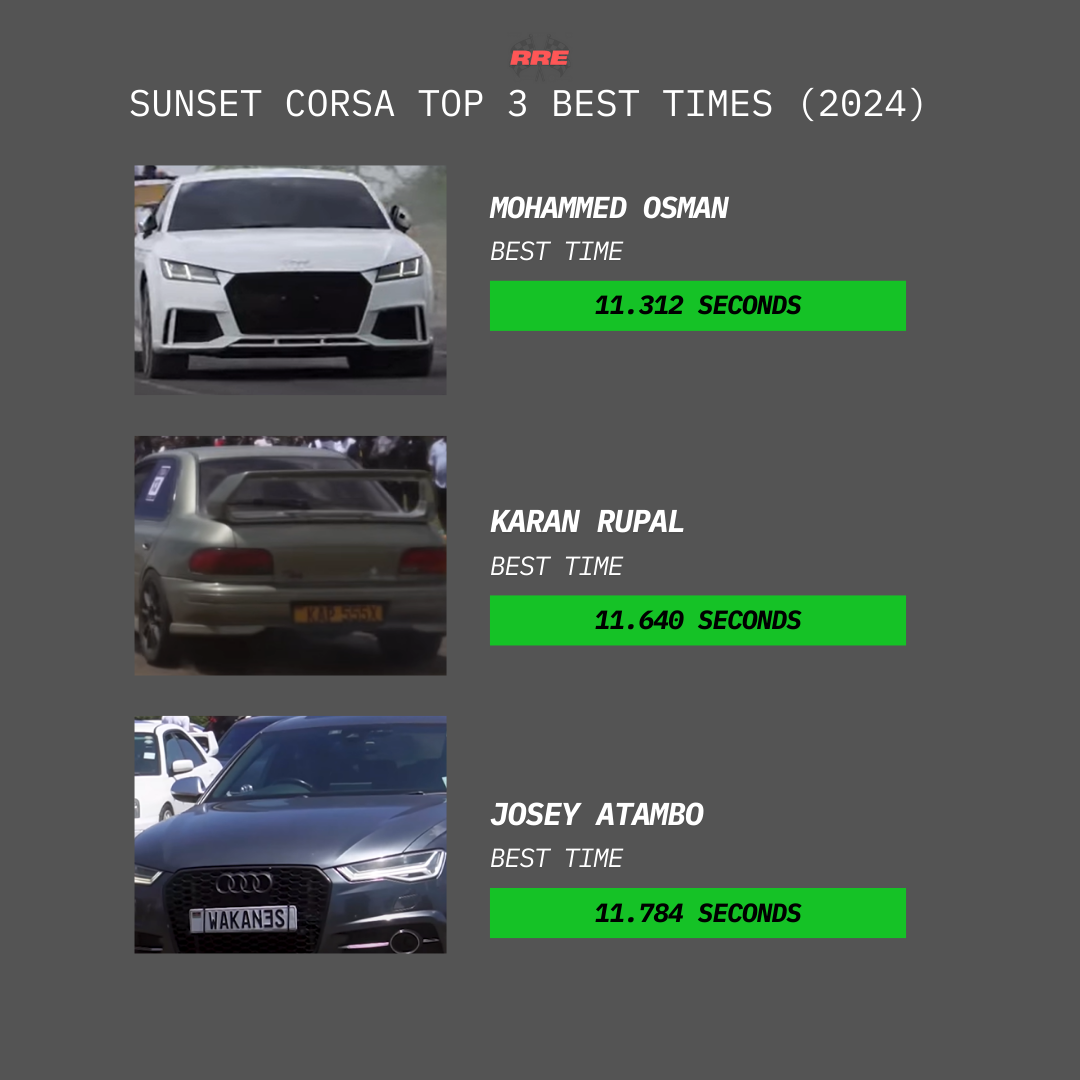 RRE
SUNSET CORSA TOP 3 BEST TIMES (2024)
MOHAMMED OSMAN
BEST TIME
11.312 SECONDS
KARAN RUPAL
BEST TIME
11.640 SECONDS
KAP 555X
JOSEY ATAMBO
BEST TIME
11.784 SECONDS
WAKANƎS